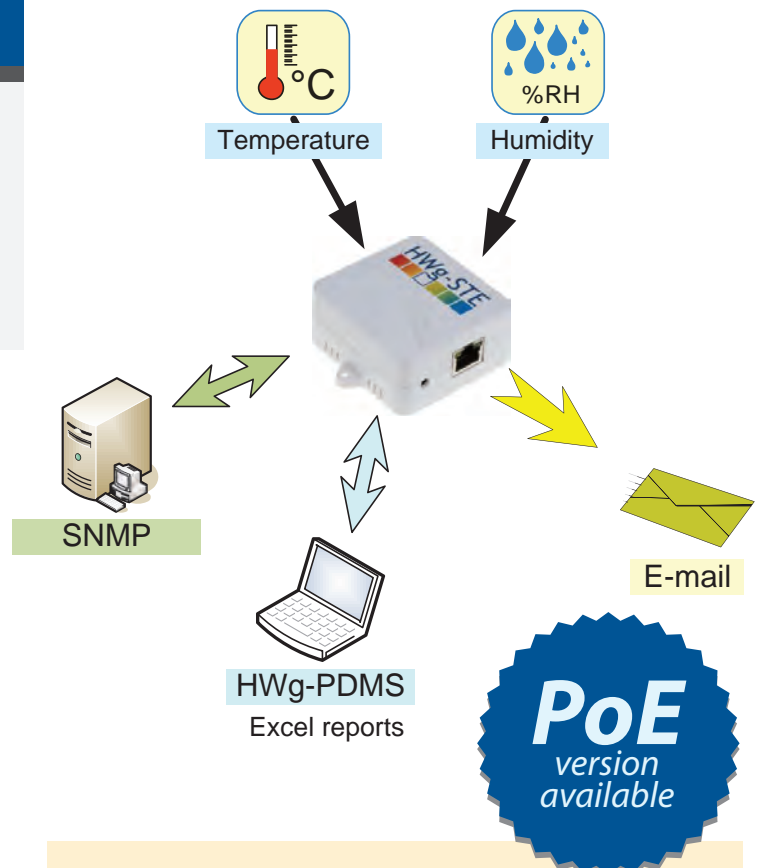 °C
%RH
Temperature
Humidity
HWg-STE
SNMP
E-mail
HWg-PDMS
Excel reports
PoE
version
available